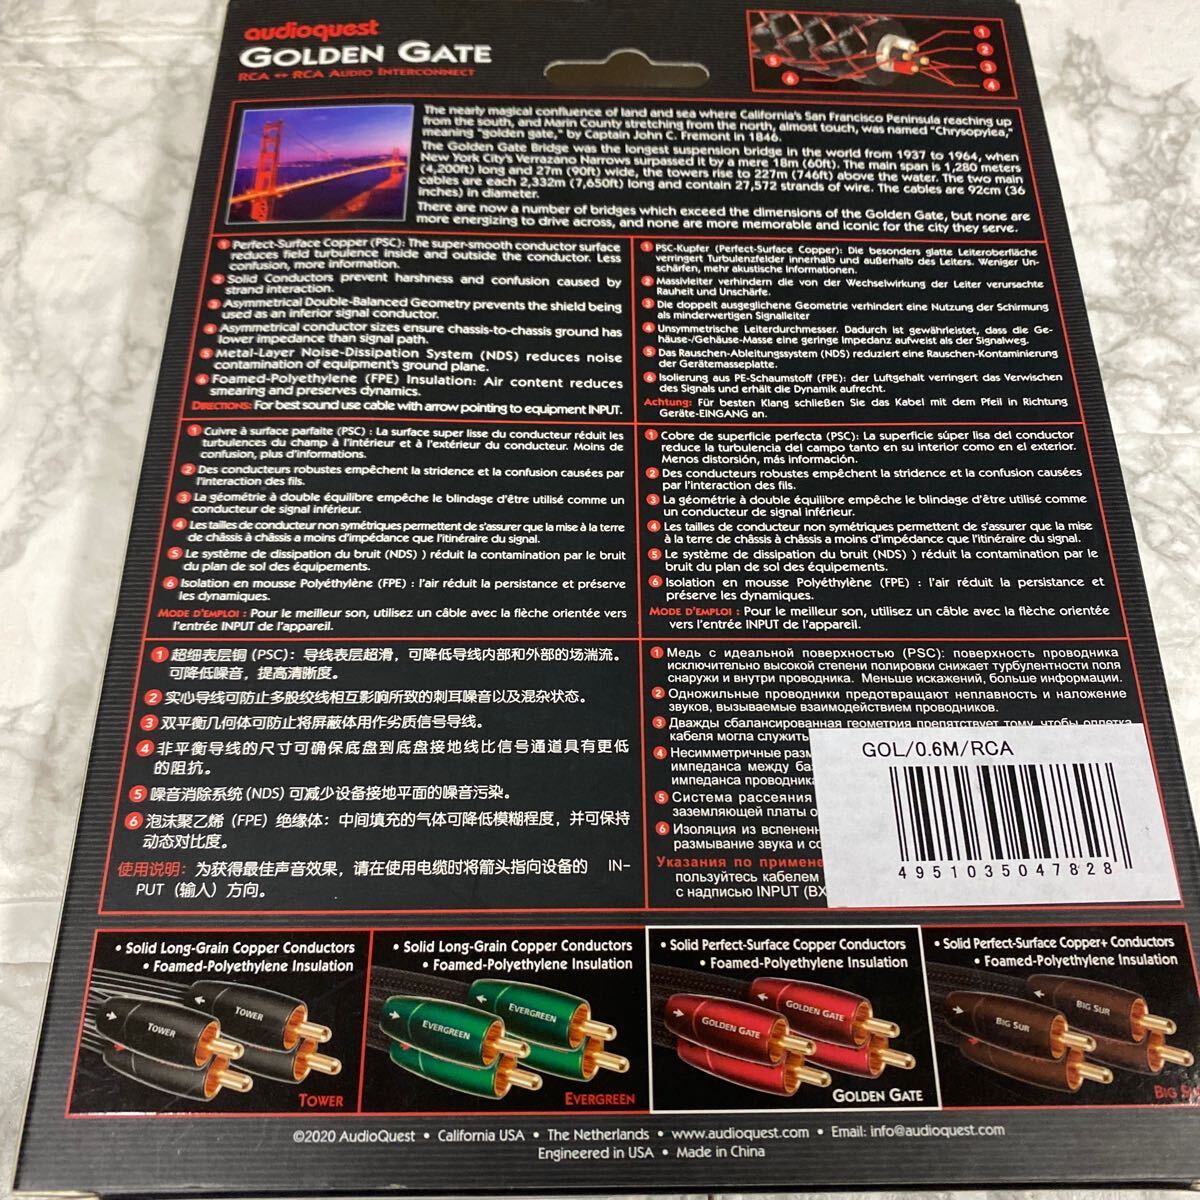 audioquest
GOLDEN GATE
RCA ↔ RCA AUDIO INTERCONNECT
1
2
3
4
5
6
The nearly magical confluence of land and sea where California's San Francisco Peninsula reaching up
from the south, and Marin County stretching from the north, almost touch, was named "Chrysopylea,"
meaning "golden gate," by Captain John C. Fremont in 1846.
The Golden Gate Bridge was the longest suspension bridge in the world from 1937 to 1964, when
New York City's Verrazano Narrows surpassed it by a mere 18m (60ft). The main span is 1,280 meters
(4,200ft) long and 27m (90ft) wide, the towers rise to 227m (746ft) above the water. The two main
cables are each 2,332m (7,650ft) long and contain 27,572 strands of wire. The cables are 92cm (36
inches) in diameter.
There are now a number of bridges which exceed the dimensions of the Golden Gate, but none are
more energizing to drive across, and none are more memorable and iconic for the city they serve.
1 Perfect-Surface Copper (PSC): The super-smooth conductor surface
reduces field turbulence inside and outside the conductor. Less
confusion, more information.
2 Solid Conductors prevent harshness and confusion caused by
strand interaction.
3 Asymmetrical Double-Balanced Geometry prevents the shield being
used as an inferior signal conductor.
4 Asymmetrical conductor sizes ensure chassis-to-chassis ground has
lower impedance than signal path.
5 Metal-Layer Noise-Dissipation System (NDS) reduces noise
contamination of equipment's ground plane.
6 Foamed-Polyethylene (FPE) Insulation: Air content reduces
smearing and preserves dynamics.
DIRECTIONS: For best sound use cable with arrow pointing to equipment INPUT.
1 PSC-Kupfer (Perfect-Surface Copper): Die besonders glatte Leiteroberfläche
verringert Turbulenzfelder innerhalb und außerhalb des Leiters. Weniger Un-
schärfen, mehr akustische Informationen.
2 Massivleiter verhindern die von der Wechselwirkung der Leiter verursachte
Rauheit und Unschärfe.
3 Die doppelt ausgeglichene Geometrie verhindert eine Nutzung der Schirmung
als minderwertigen Signalleiter
4 Unsymmetrische Leiterdurchmesser. Dadurch ist gewährleistet, dass die Ge-
häuse-/Gehäuse-Masse eine geringe Impedanz aufweist als der Signalweg.
5 Das Rauschen-Ableitungssystem (NDS) reduziert eine Rauschen-Kontaminierung
der Gerätemasseplatte.
6 Isolierung aus PE-Schaumstoff (FPE): der Luftgehalt verringert das Verwischen
des Signals und erhält die Dynamik aufrecht.
Achtung: Für besten Klang schließen Sie das Kabel mit dem Pfeil in Richtung
Geräte-EINGANG an.
1 Cuivre à surface parfaite (PSC) : La surface super lisse du conducteur réduit les
turbulences du champ à l'intérieur et à l'extérieur du conducteur. Moins de
confusion, plus d'informations.
2 Des conducteurs robustes empêchent la stridence et la confusion causées par
l'interaction des fils.
3 La géométrie à double équilibre empêche le blindage d'être utilisé comme un
conducteur de signal inférieur.
4 Les tailles de conducteur non symétriques permettent de s'assurer que la mise à la terre
de châssis à châssis a moins d'impédance que l'itinéraire du signal.
5 Le système de dissipation du bruit (NDS) ) réduit la contamination par le bruit
du plan de sol des équipements.
6 Isolation en mousse Polyéthylène (FPE) : l'air réduit la persistance et préserve
les dynamiques.
MODE D'EMPLOI : Pour le meilleur son, utilisez un câble avec la flèche orientée vers
l'entrée INPUT de l'appareil.
1 Cobre de superficie perfecta (PSC): La superficie súper lisa del conductor
reduce la turbulencia del campo tanto en su interior como en el exterior.
Menos distorsión, más información.
2 Des conducteurs robustes empêchent la stridence et la confusion causées
par l'interaction des fils.
3 La géométrie à double équilibre empêche le blindage d'être utilisé comme
un conducteur de signal inférieur.
4 Les tailles de conducteur non symétriques permettent de s'assurer que la mise
à la terre de châssis à châssis a moins d'impédance que l'itinéraire du signal.
5 Le système de dissipation du bruit (NDS) ) réduit la contamination par le
bruit du plan de sol des équipements.
6 Isolation en mousse Polyéthylène (FPE) : l'air réduit la persistance et
préserve les dynamiques.
MODE D'EMPLOI : Pour le meilleur son, utilisez un câble avec la flèche orientée
vers l'entrée INPUT de l'appareil.
1 超细表层铜 (PSC)：导线表层超滑，可降低导线内部和外部的场湍流。
可降低噪音，提高清晰度。
2 实心导线可防止多股绞线相互影响所致的刺耳噪音以及混杂状态。
3 双平衡几何体可防止将屏蔽体用作劣质信号导线。
4 非平衡导线的尺寸可确保底盘到底盘接地线比信号通道具有更低
的阻抗。
5 噪音消除系统 (NDS) 可减少设备接地平面的噪音污染。
6 泡沫聚乙烯 (FPE) 绝缘体：中间填充的气体可降低模糊程度，并可保持
动态对比度。
使用说明：为获得最佳声音效果，请在使用电缆时将箭头指向设备的 IN-
PUT (输入) 方向。
1 Медь с идеальной поверхностью (PSC): поверхность проводника
исключительно высокой степени полировки снижает турбулентности поля
снаружи и внутри проводника. Меньше искажений, больше информации.
2 Одножильные проводники предотвращают неплавность и наложение
звуков, вызываемые взаимодействием проводников.
3 Дважды сбалансированная геометрия препятствует тому, чтобы оплетка
кабеля могла служить
4 Несимметричные разм
импеданса между ба
импеданса проводника
5 Система рассеяния
заземляющей платы о
6 Изоляция из вспенен
размывание звука и со
Указания по примене
пользуйтесь кабелем
с надписью INPUT (ВХ
GOL/0.6M/RCA
4951035047828
• Solid Long-Grain Copper Conductors
• Foamed-Polyethylene Insulation
TOWER
TOWER
TOWER
• Solid Long-Grain Copper Conductors
• Foamed-Polyethylene Insulation
EVERGREEN
EVERGREEN
EVERGREEN
• Solid Perfect-Surface Copper Conductors
• Foamed-Polyethylene Insulation
GOLDEN GATE
GOLDEN GATE
GOLDEN GATE
• Solid Perfect-Surface Copper+ Conductors
• Foamed-Polyethylene Insulation
BIG SUR
BIG SUR
BIG SU
©2020 AudioQuest • California USA • The Netherlands • www.audioquest.com • Email: info@audioquest.com
Engineered in USA • Made in China